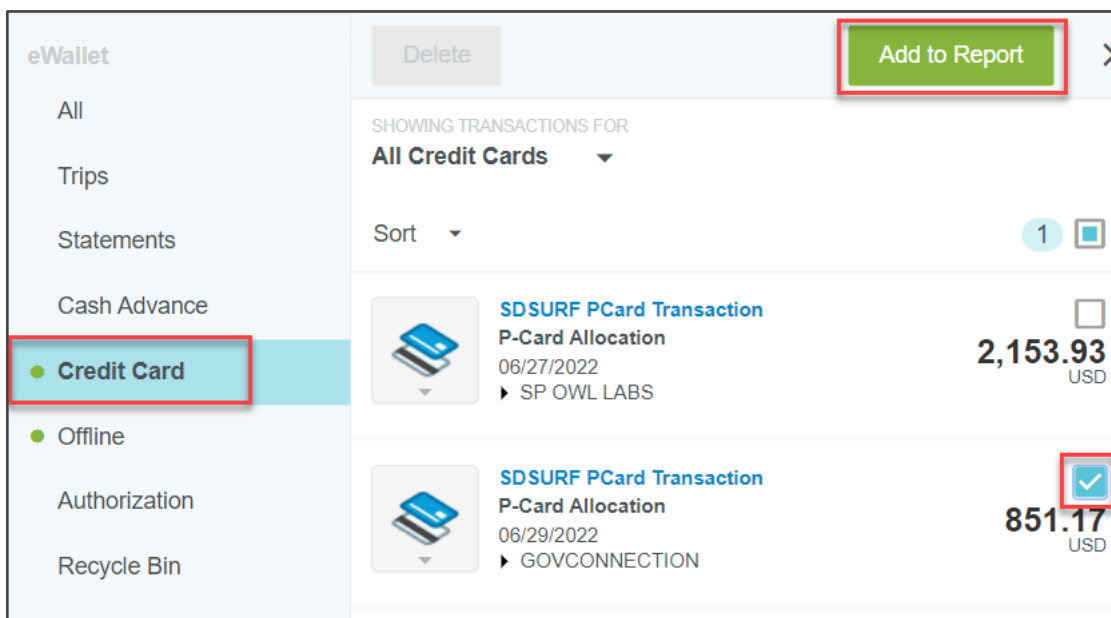 eWallet
All
Trips
Statements
Cash Advance
Credit Card
Offline
Authorization
Recycle Bin
Delete
Add to Report
SHOWING TRANSACTIONS FOR
All Credit Cards
Sort
1
SDSURF PCard Transaction
P-Card Allocation
06/27/2022
SP OWL LABS
2,153.93
USD
SDSURF PCard Transaction
P-Card Allocation
06/29/2022
GOVCONNECTION
851.17
USD